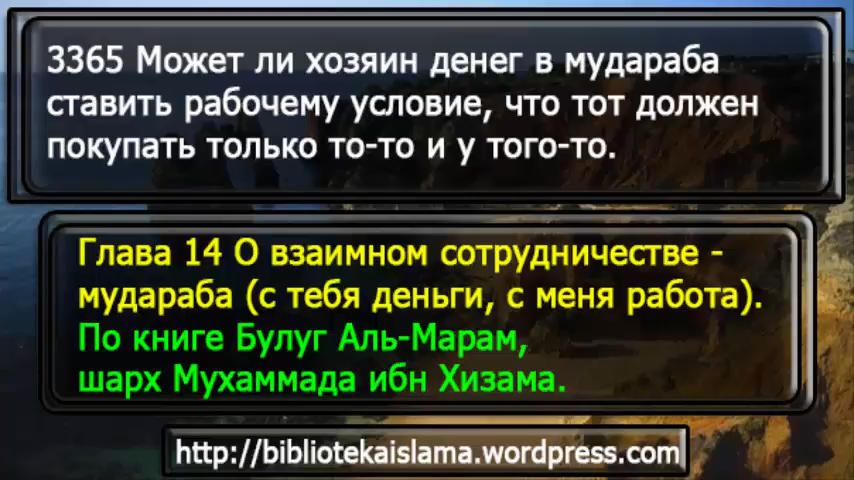 3365 Может ли хозяин денег в мудараба
ставить рабочему условие, что тот должен
покупать только то-то и у того-то.
Глава 14 О взаимном сотрудничестве -
мудараба (с тебя деньги, с меня работа).
По книге Булуг Аль-Марам,
шарх Мухаммада ибн Хизама.
http://bibliotekaislama.wordpress.com